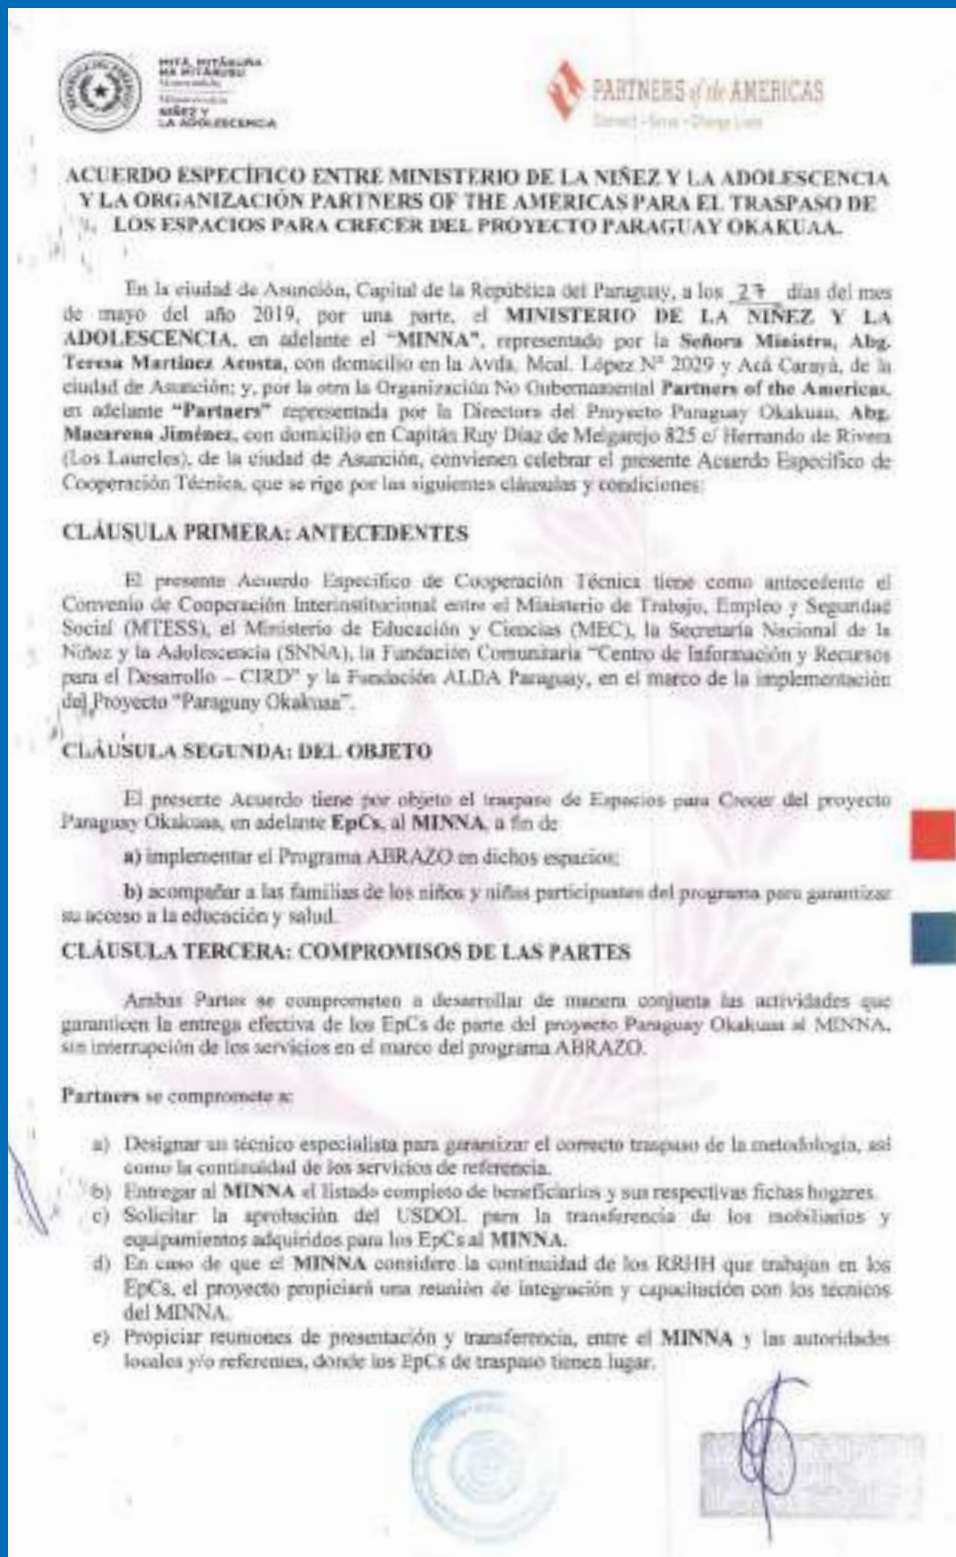 MITÃ, MITÃKUÑA
HA MITÃRUSU
NIÑEZ Y
LA ADOLESCENCIA
PARTNERS of the AMERICAS
Connect - Serve - Change Lives
ACUERDO ESPECÍFICO ENTRE MINISTERIO DE LA NIÑEZ Y LA ADOLESCENCIA
Y LA ORGANIZACIÓN PARTNERS OF THE AMERICAS PARA EL TRASPASO DE
LOS ESPACIOS PARA CRECER DEL PROYECTO PARAGUAY OKAKUAA.
En la ciudad de Asunción, Capital de la República del Paraguay, a los 27 días del mes
de mayo del año 2019, por una parte, el MINISTERIO DE LA NIÑEZ Y LA
ADOLESCENCIA, en adelante el “MINNA”, representado por la Señora Ministra, Abg.
Teresa Martínez Acosta, con domicilio en la Avda. Mcal. López Nº 2029 y Acá Carayá, de la
ciudad de Asunción; y, por la otra la Organización No Gubernamental Partners of the Americas,
en adelante “Partners” representada por la Directora del Proyecto Paraguay Okakuaa, Abg.
Macarena Jiménez, con domicilio en Capitán Ruy Díaz de Melgarejo 825 c/ Hernando de Rivera
(Los Laureles), de la ciudad de Asunción, convienen celebrar el presente Acuerdo Específico de
Cooperación Técnica, que se rige por las siguientes cláusulas y condiciones:
CLÁUSULA PRIMERA: ANTECEDENTES
El presente Acuerdo Específico de Cooperación Técnica tiene como antecedente el
Convenio de Cooperación Interinstitucional entre el Ministerio de Trabajo, Empleo y Seguridad
Social (MTESS), el Ministerio de Educación y Ciencias (MEC), la Secretaría Nacional de la
Niñez y la Adolescencia (SNNA), la Fundación Comunitaria “Centro de Información y Recursos
para el Desarrollo – CIRD” y la Fundación ALDA Paraguay, en el marco de la implementación
del Proyecto “Paraguay Okakuaa”.
CLÁUSULA SEGUNDA: DEL OBJETO
El presente Acuerdo tiene por objeto el traspaso de Espacios para Crecer del proyecto
Paraguay Okakuaa, en adelante EpCs, al MINNA, a fin de
a) implementar el Programa ABRAZO en dichos espacios;
b) acompañar a las familias de los niños y niñas participantes del programa para garantizar
su acceso a la educación y salud.
CLÁUSULA TERCERA: COMPROMISOS DE LAS PARTES
Ambas Partes se comprometen a desarrollar de manera conjunta las actividades que
garanticen la entrega efectiva de los EpCs de parte del proyecto Paraguay Okakuaa al MINNA,
sin interrupción de los servicios en el marco del programa ABRAZO.
Partners se compromete a:
a) Designar un técnico especialista para garantizar el correcto traspaso de la metodología, así
como la continuidad de los servicios de referencia.
b) Entregar al MINNA el listado completo de beneficiarios y sus respectivas fichas hogares.
c) Solicitar la aprobación del USDOL para la transferencia de los mobiliarios y
equipamientos adquiridos para los EpCs al MINNA.
d) En caso de que el MINNA considere la continuidad de los RRHH que trabajan en los
EpCs, el proyecto propiciará una reunión de integración y capacitación con los técnicos
del MINNA.
e) Propiciar reuniones de presentación y transferencia, entre el MINNA y las autoridades
locales y/o referentes, donde los EpCs de traspaso tienen lugar.